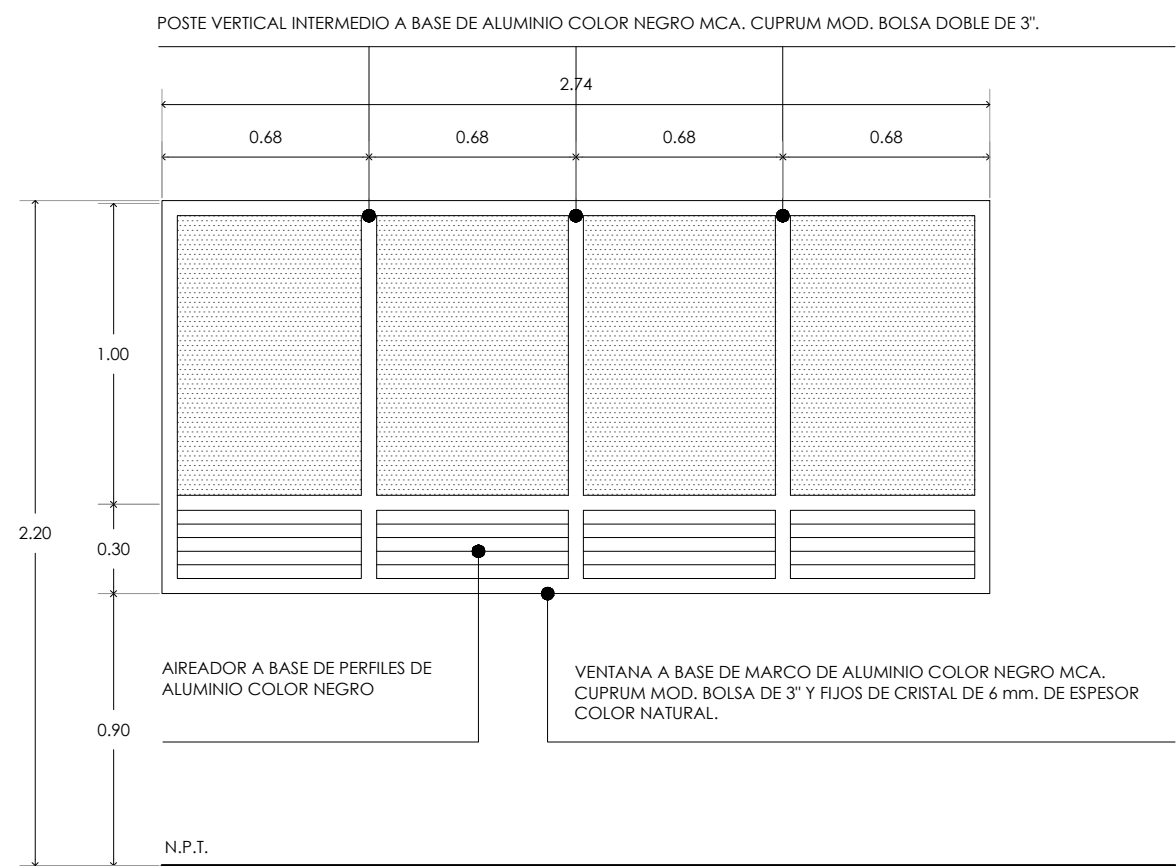 POSTE VERTICAL INTERMEDIO A BASE DE ALUMINIO COLOR NEGRO MCA. CUPRUM MOD. BOLSA DOBLE DE 3".
2.74
0.68
0.68
0.68
0.68
1.00
2.20
0.30
AIREADOR A BASE DE PERFILES DE
ALUMINIO COLOR NEGRO
VENTANA A BASE DE MARCO DE ALUMINIO COLOR NEGRO MCA.
CUPRUM MOD. BOLSA DE 3" Y FIJOS DE CRISTAL DE 6 mm. DE ESPESOR
COLOR NATURAL.
0.90
N.P.T.